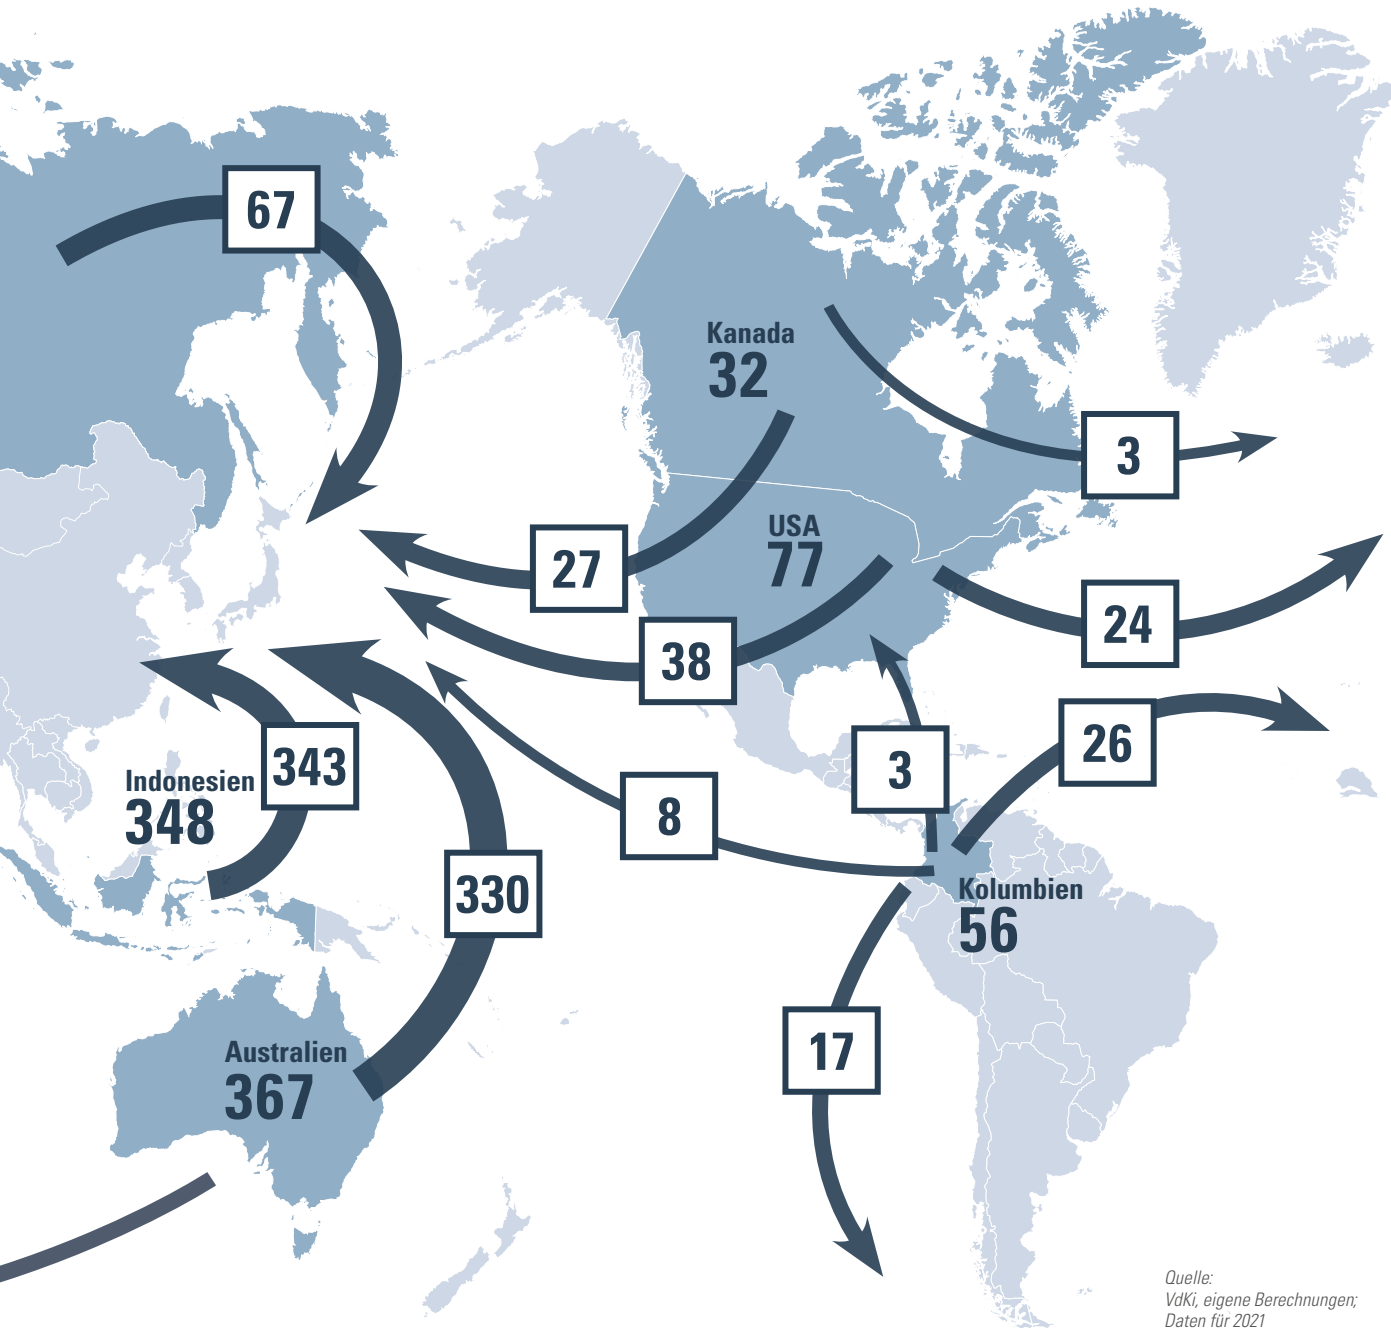 67
Kanada
32
3
27
USA
77
38
24
343
Indonesien
348
8
3
26
330
Kolumbien
56
17
Australien
367
Quelle:
VdKi, eigene Berechnungen;
Daten für 2021